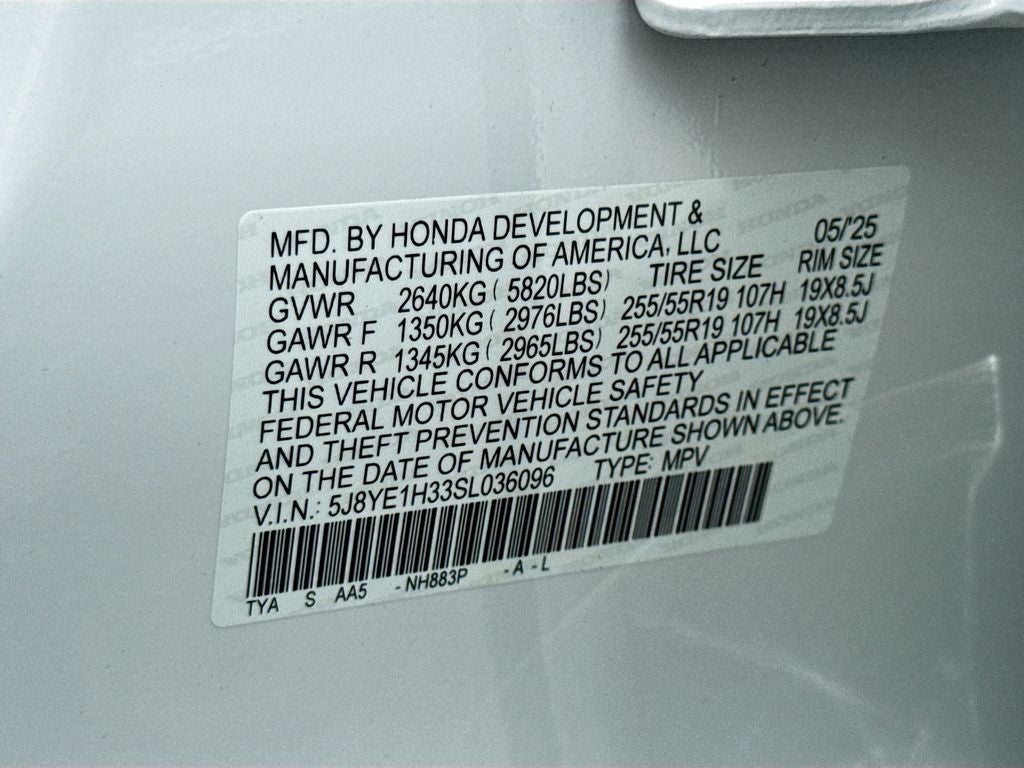 MFD. BY HONDA DEVELOPMENT &
MANUFACTURING OF AMERICA, LLC 05/'25
GVWR 2640KG ( 5820LBS) TIRE SIZE RIM SIZE
GAWR F 1350KG ( 2976LBS) 255/55R19 107H 19X8.5J
GAWR R 1345KG ( 2965LBS) 255/55R19 107H 19X8.5J
THIS VEHICLE CONFORMS TO ALL APPLICABLE
FEDERAL MOTOR VEHICLE SAFETY
AND THEFT PREVENTION STANDARDS IN EFFECT
ON THE DATE OF MANUFACTURE SHOWN ABOVE.
V.I.N.: 5J8YE1H33SL036096 TYPE: MPV
TYA S AA5 -NH883P -A-L